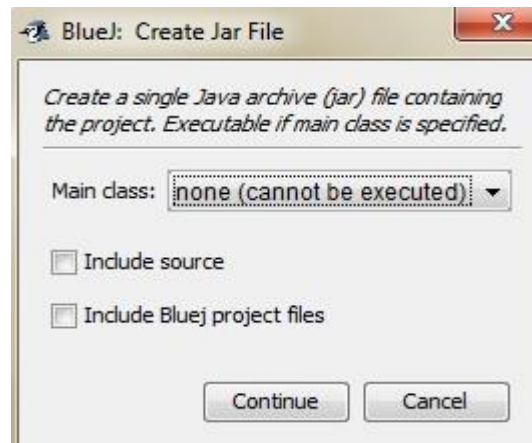 BlueJ: Create Jar File
Create a single Java archive (jar) file containing
the project. Executable if main class is specified.
Main class: none (cannot be executed)
Include source
Include Bluej project files
Continue Cancel